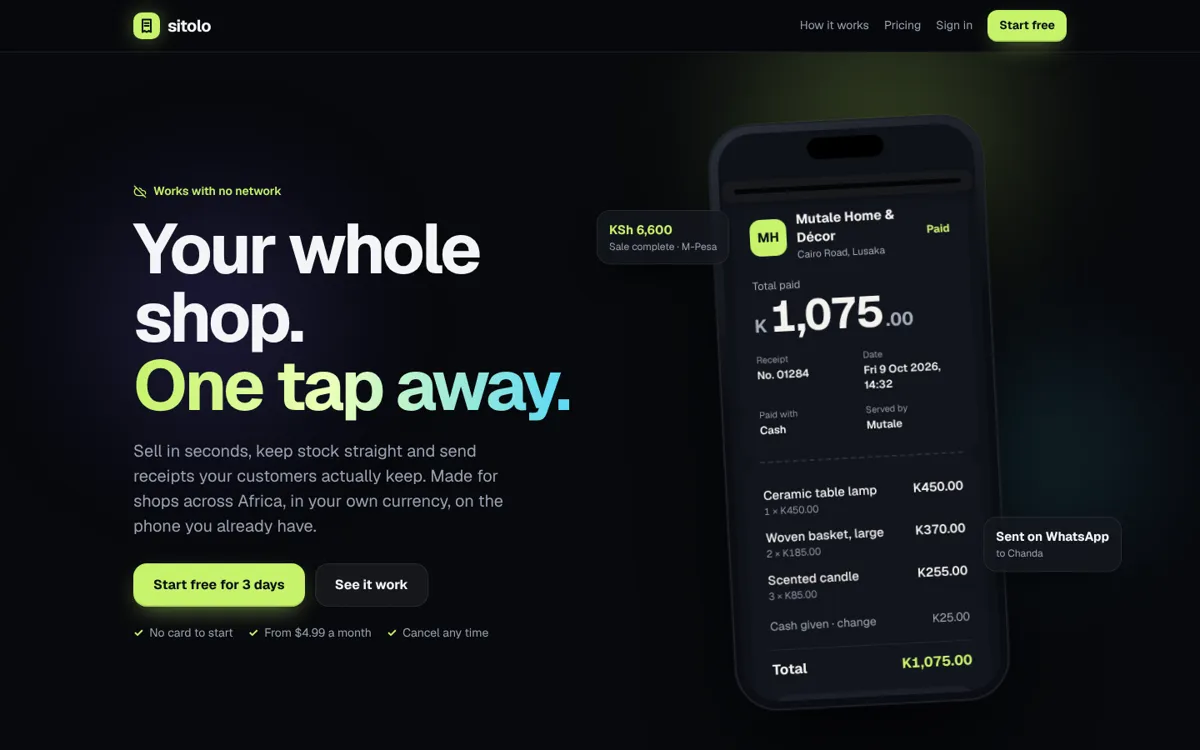 sitolo
How it works
Pricing
Sign in
Start free
Works with no network
Your whole
shop.
One tap away.
Sell in seconds, keep stock straight and send
receipts your customers actually keep. Made for
shops across Africa, in your own currency, on the
phone you already have.
Start free for 3 days
See it work
No card to start
From $4.99 a month
Cancel any time
KSh 6,600
Sale complete · M-Pesa
MH
Mutale Home &
Décor
Cairo Road, Lusaka
Paid
Total paid
K 1,075.00
Receipt
No. 01284
Date
Fri 9 Oct 2026,
14:32
Paid with
Cash
Served by
Mutale
Ceramic table lamp K450.00
1 × K450.00
Woven basket, large K370.00
2 × K185.00
Scented candle K255.00
3 × K85.00
Cash given · change K25.00
Total K1,075.00
Sent on WhatsApp
to Chanda